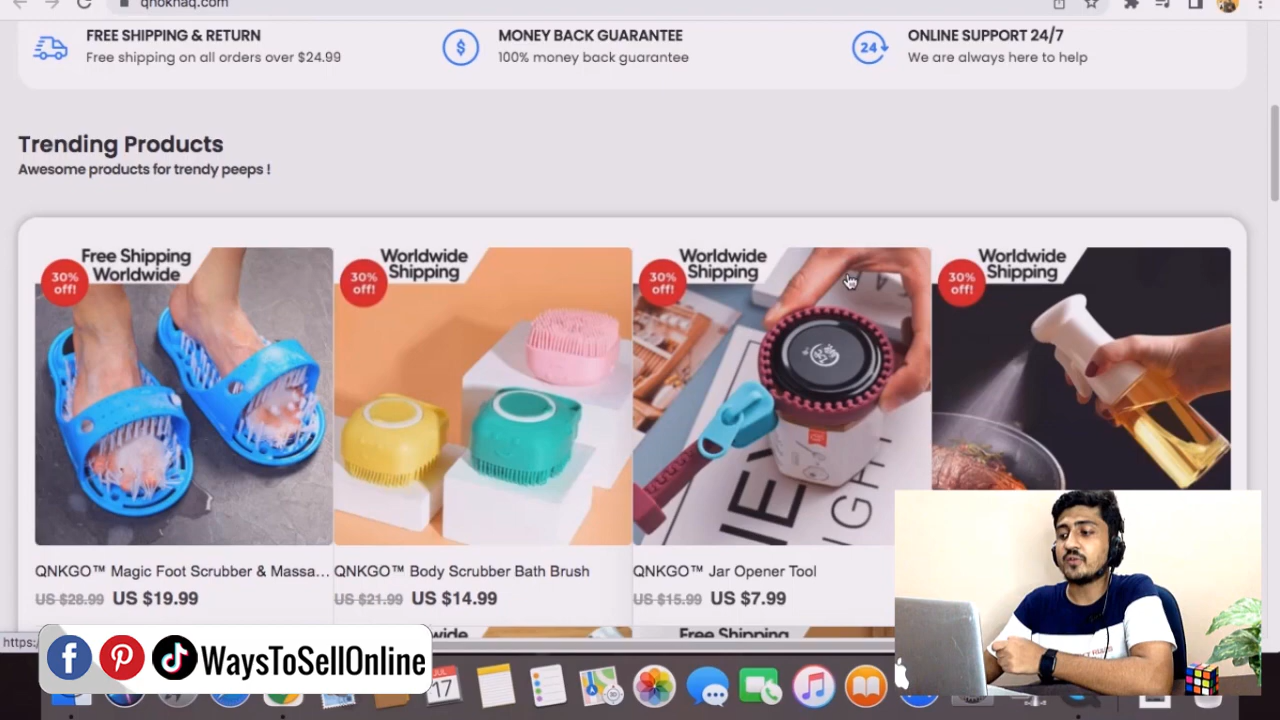 qnoknaq.com
FREE SHIPPING & RETURN
Free shipping on all orders over $24.99
MONEY BACK GUARANTEE
100% money back guarantee
24
ONLINE SUPPORT 24/7
We are always here to help
Trending Products
Awesome products for trendy peeps !
Free Shipping
Worldwide
30%
off!
Worldwide
Shipping
30%
off!
Worldwide
Shipping
30%
off!
Worldwide
Shipping
30%
off!
QNKGO™ Magic Foot Scrubber & Massa...
US $28.99 US $19.99
QNKGO™ Body Scrubber Bath Brush
US $21.99 US $14.99
QNKGO™ Jar Opener Tool
US $15.99 US $7.99
Free Shipping
https:
WaysToSellOnline
JUL
17